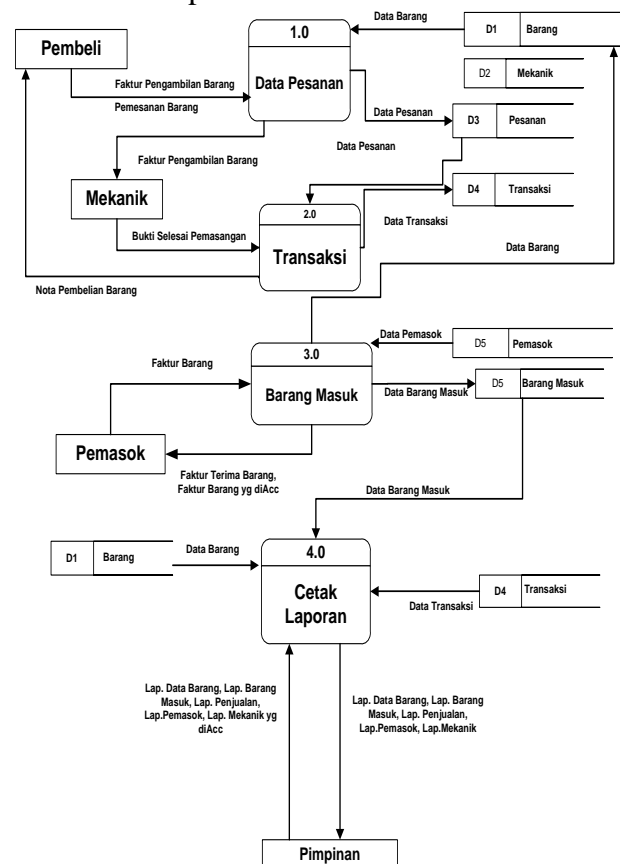 Pembeli
1.0
Data Pesanan
Data Barang
D1 Barang
D2 Mekanik
Faktur Pengambilan Barang
Pemesanan Barang
Data Pesanan
D3 Pesanan
Data Pesanan
Faktur Pengambilan Barang
Mekanik
D4 Transaksi
2.0
Transaksi
Data Transaksi
Bukti Selesai Pemasangan
Data Barang
Nota Pembelian Barang
Data Pemasok
D5 Pemasok
3.0
Barang Masuk
Faktur Barang
Data Barang Masuk
D5 Barang Masuk
Pemasok
Faktur Terima Barang,
Faktur Barang yg diAcc
Data Barang Masuk
D1 Barang
Data Barang
4.0
Cetak
Laporan
D4 Transaksi
Data Transaksi
Lap. Data Barang, Lap. Barang
Masuk, Lap. Penjualan,
Lap.Pemasok, Lap. Mekanik yg
diAcc
Lap. Data Barang, Lap. Barang
Masuk, Lap. Penjualan,
Lap.Pemasok, Lap.Mekanik
Pimpinan